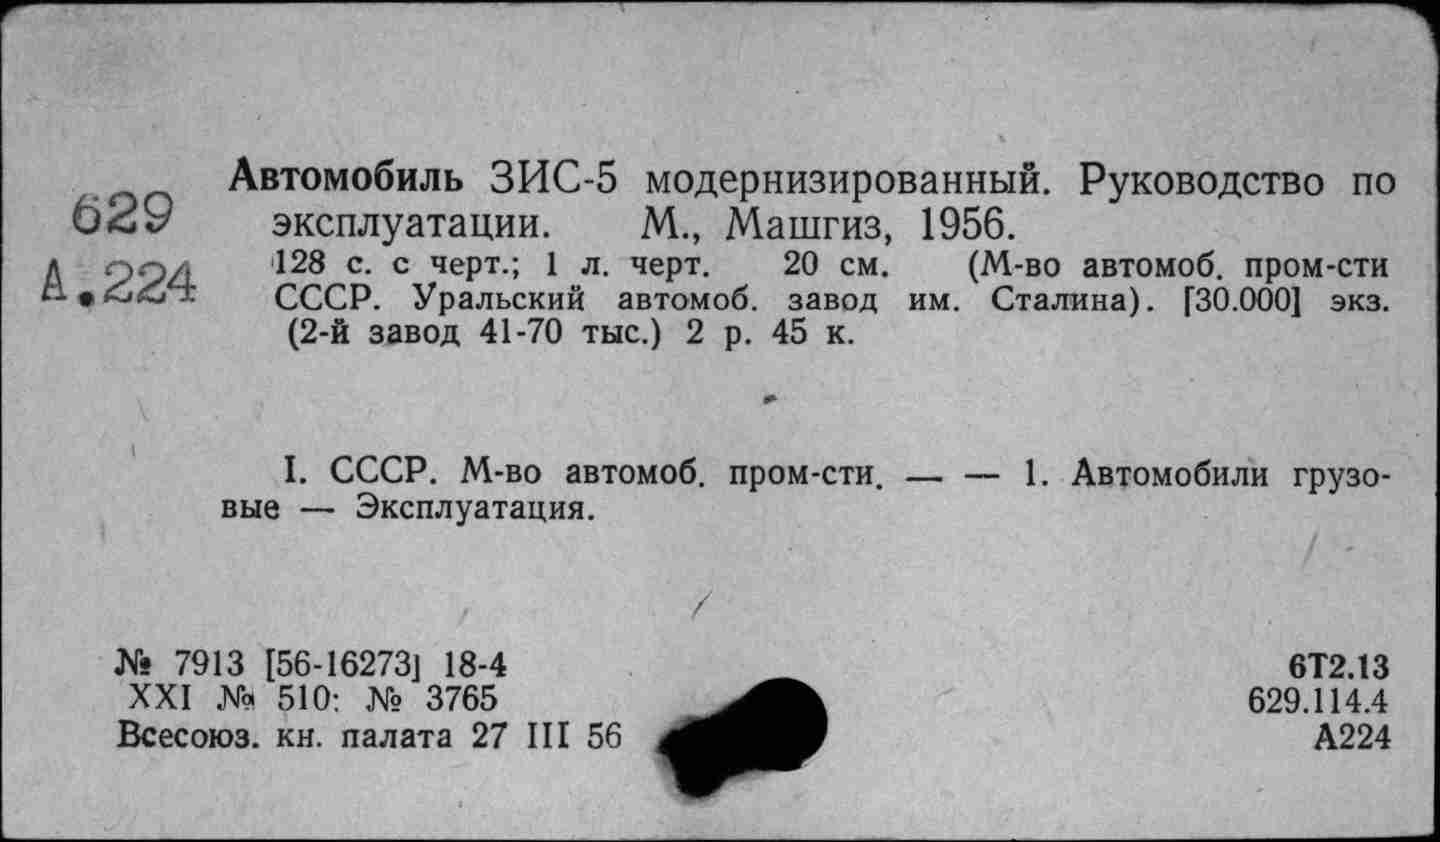 Автомобиль ЗИС-5 модернизированный. Руководство по
629
эксплуатации. М., Машгиз, 1956.
А.224
128 с. с черт.; 1 л. черт. 20 см. (М-во автомоб. пром-сти
СССР. Уральский автомоб. завод им. Сталина). [30.000] экз.
(2-й завод 41-70 тыс.) 2 р. 45 к.
I. СССР. М-во автомоб. пром-сти. — — 1. Автомобили грузо-
вые — Эксплуатация.
№ 7913 [56-16273] 18-4
XXI № 510: № 3765
Всесоюз. кн. палата 27 III 56
6Т2.13
629.114.4
А224